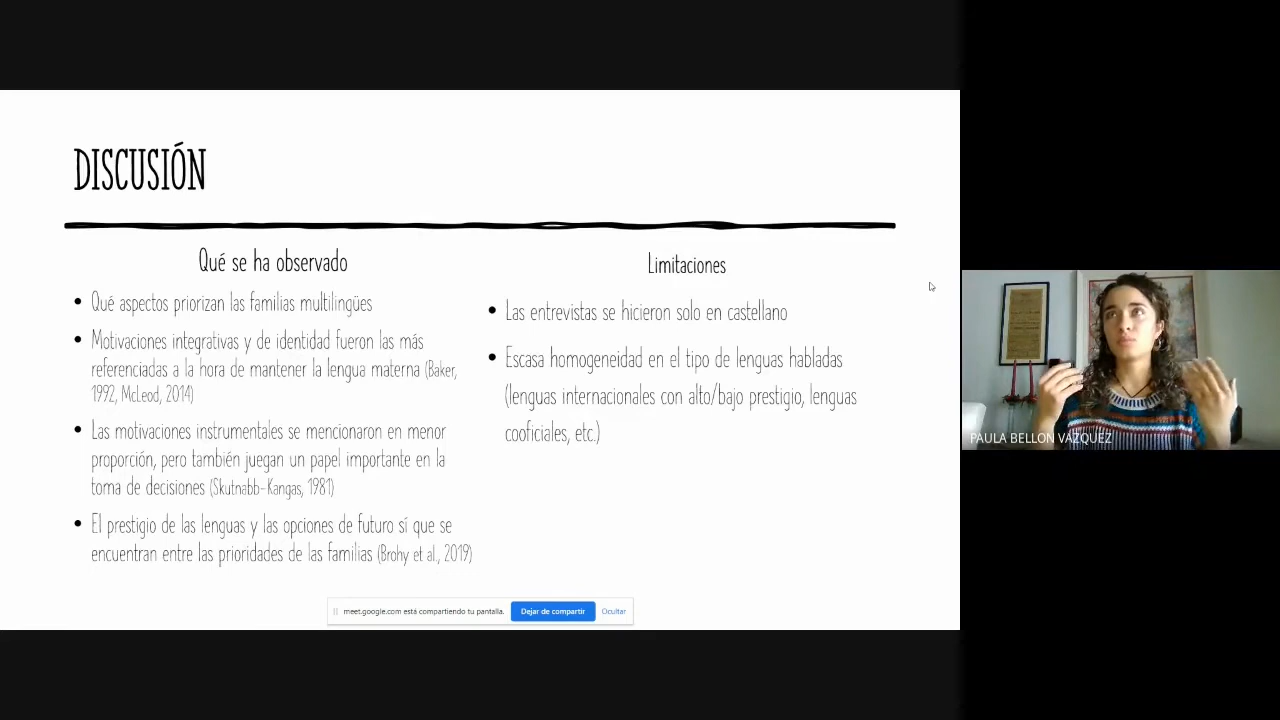 DISCUSIÓN
Qué se ha observado
• Qué aspectos priorizan las familias multilingües
• Motivaciones integrativas y de identidad fueron las más
referenciadas a la hora de mantener la lengua materna (Baker,
1992, McLeod, 2014)
• Las motivaciones instrumentales se mencionaron en menor
proporción, pero también juegan un papel importante en la
toma de decisiones (Skutnabb-Kangas, 1981)
• El prestigio de las lenguas y las opciones de futuro sí que se
encuentran entre las prioridades de las familias (Brohy et al., 2019)
Limitaciones
• Las entrevistas se hicieron solo en castellano
• Escasa homogeneidad en el tipo de lenguas habladas
(lenguas internacionales con alto/bajo prestigio, lenguas
cooficiales, etc.)
meet.google.com está compartiendo tu pantalla. Dejar de compartir Ocultar
PAULA BELLON VAZQUEZ